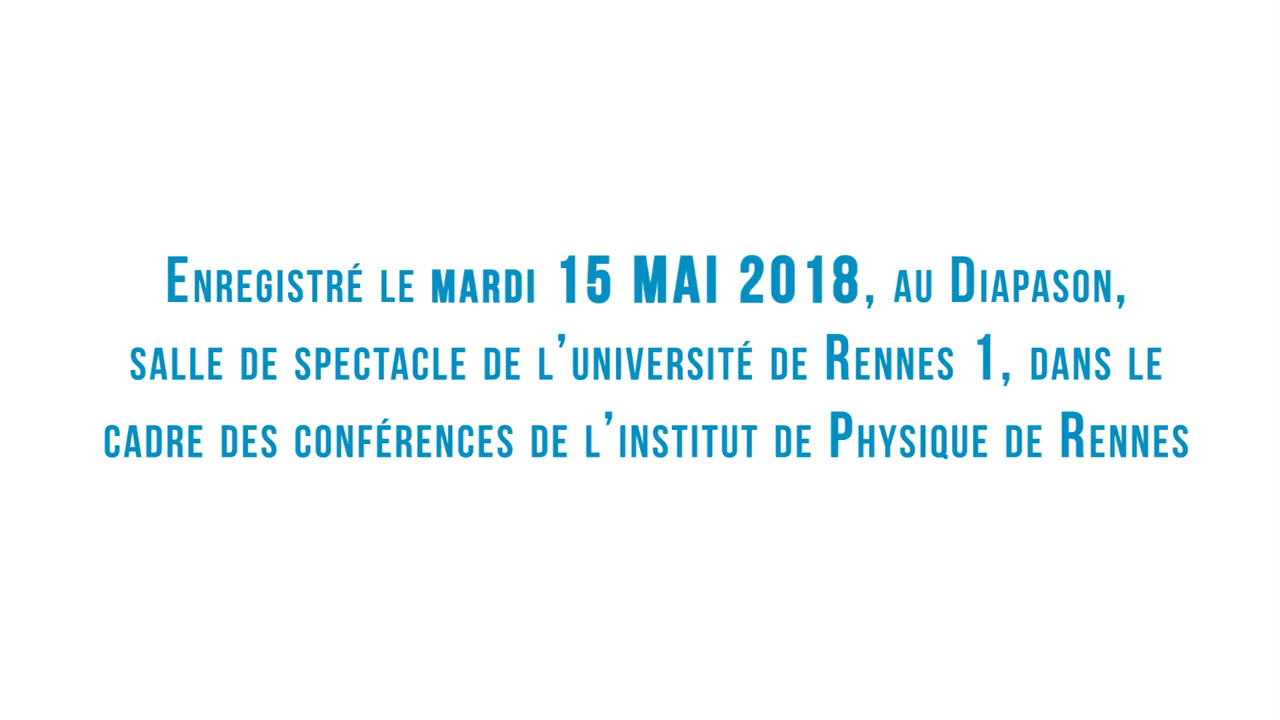 Enregistré le mardi 15 MAI 2018, au Diapason,
salle de spectacle de l'université de Rennes 1, dans le
cadre des conférences de l'institut de Physique de Rennes